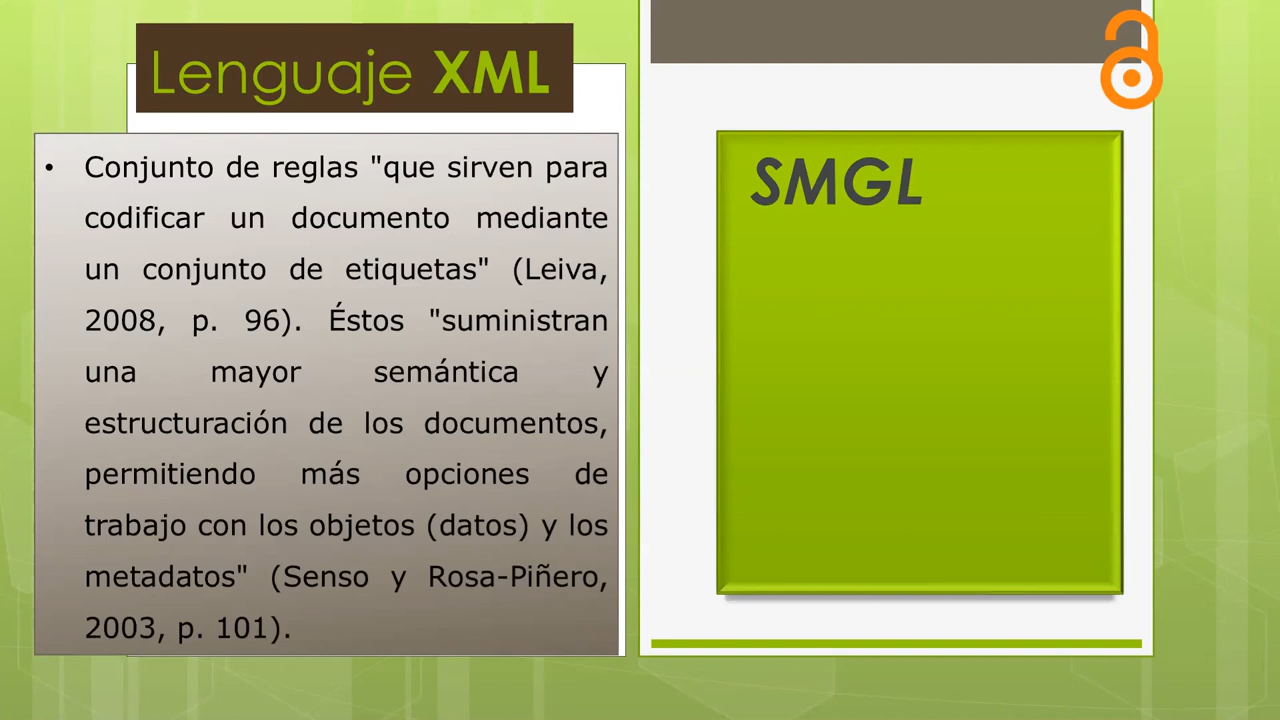 Lenguaje XML
• Conjunto de reglas "que sirven para
codificar un documento mediante
un conjunto de etiquetas" (Leiva,
2008, p. 96). Éstos "suministran
una mayor semántica y
estructuración de los documentos,
permitiendo más opciones de
trabajo con los objetos (datos) y los
metadatos" (Senso y Rosa-Piñero,
2003, p. 101).
SMGL